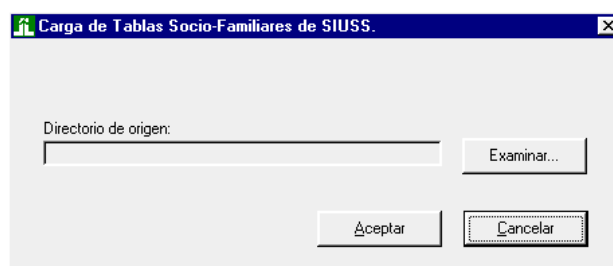 Carga de Tablas Socio-Familiares de SIUSS.
Directorio de origen:
Examinar...
Aceptar
Cancelar